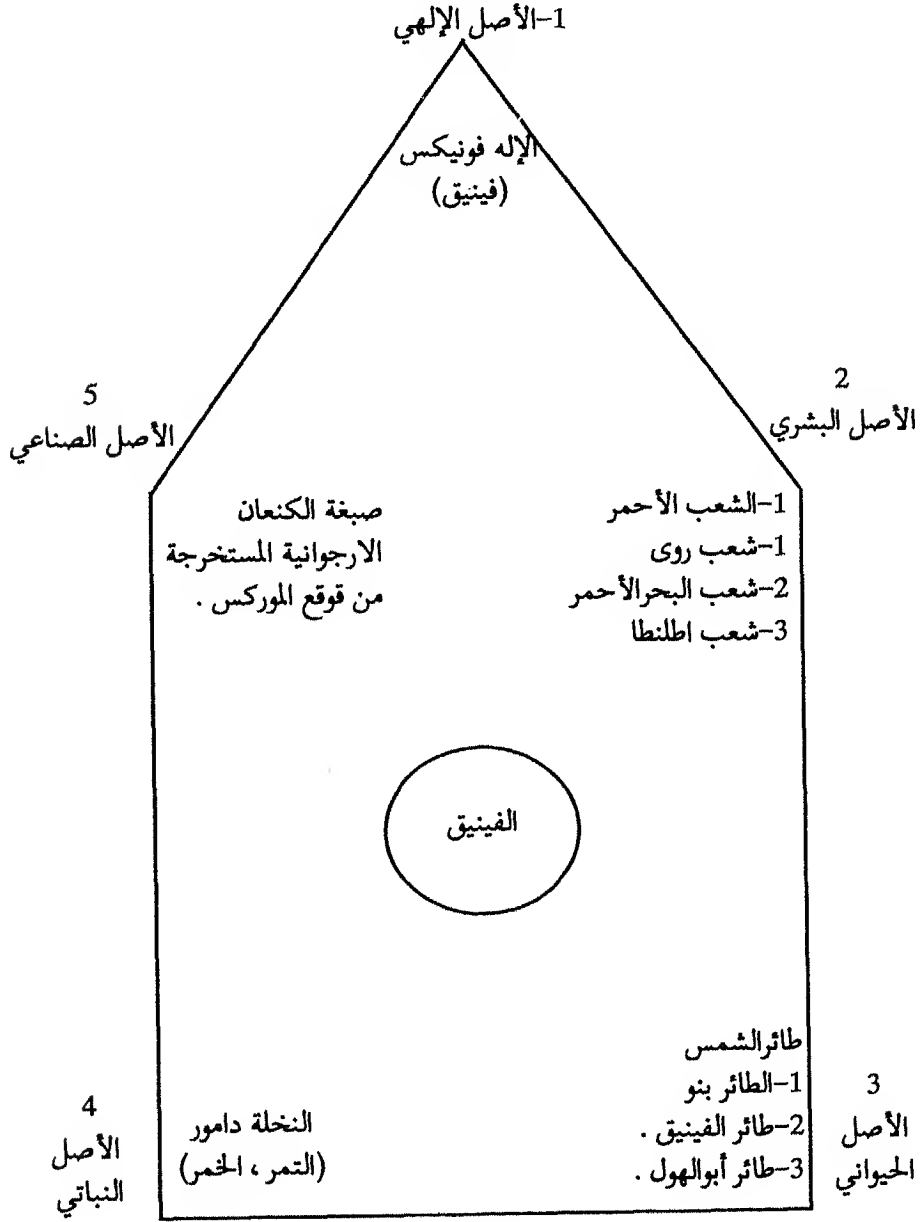 1-الأصل الإلهي
الإله فونيكس
(فينيق)
2
الأصل البشري
5
الأصل الصناعي
1-الشعب الأحمر
1-شعب روى
2-شعب البحرالأحمر
3-شعب اطلنطا
صبغة الكنعان
الارجوانية المستخرجة
من قوقع الموركس .
الفينيق
طائرالشمس
1-الطائر بنو
2-طائر الفينيق .
3-طائر أبوالهول .
3
الأصل
الحيواني
النخلة دامور
(التمر ، الخمر)
4
الأصل
النباتي